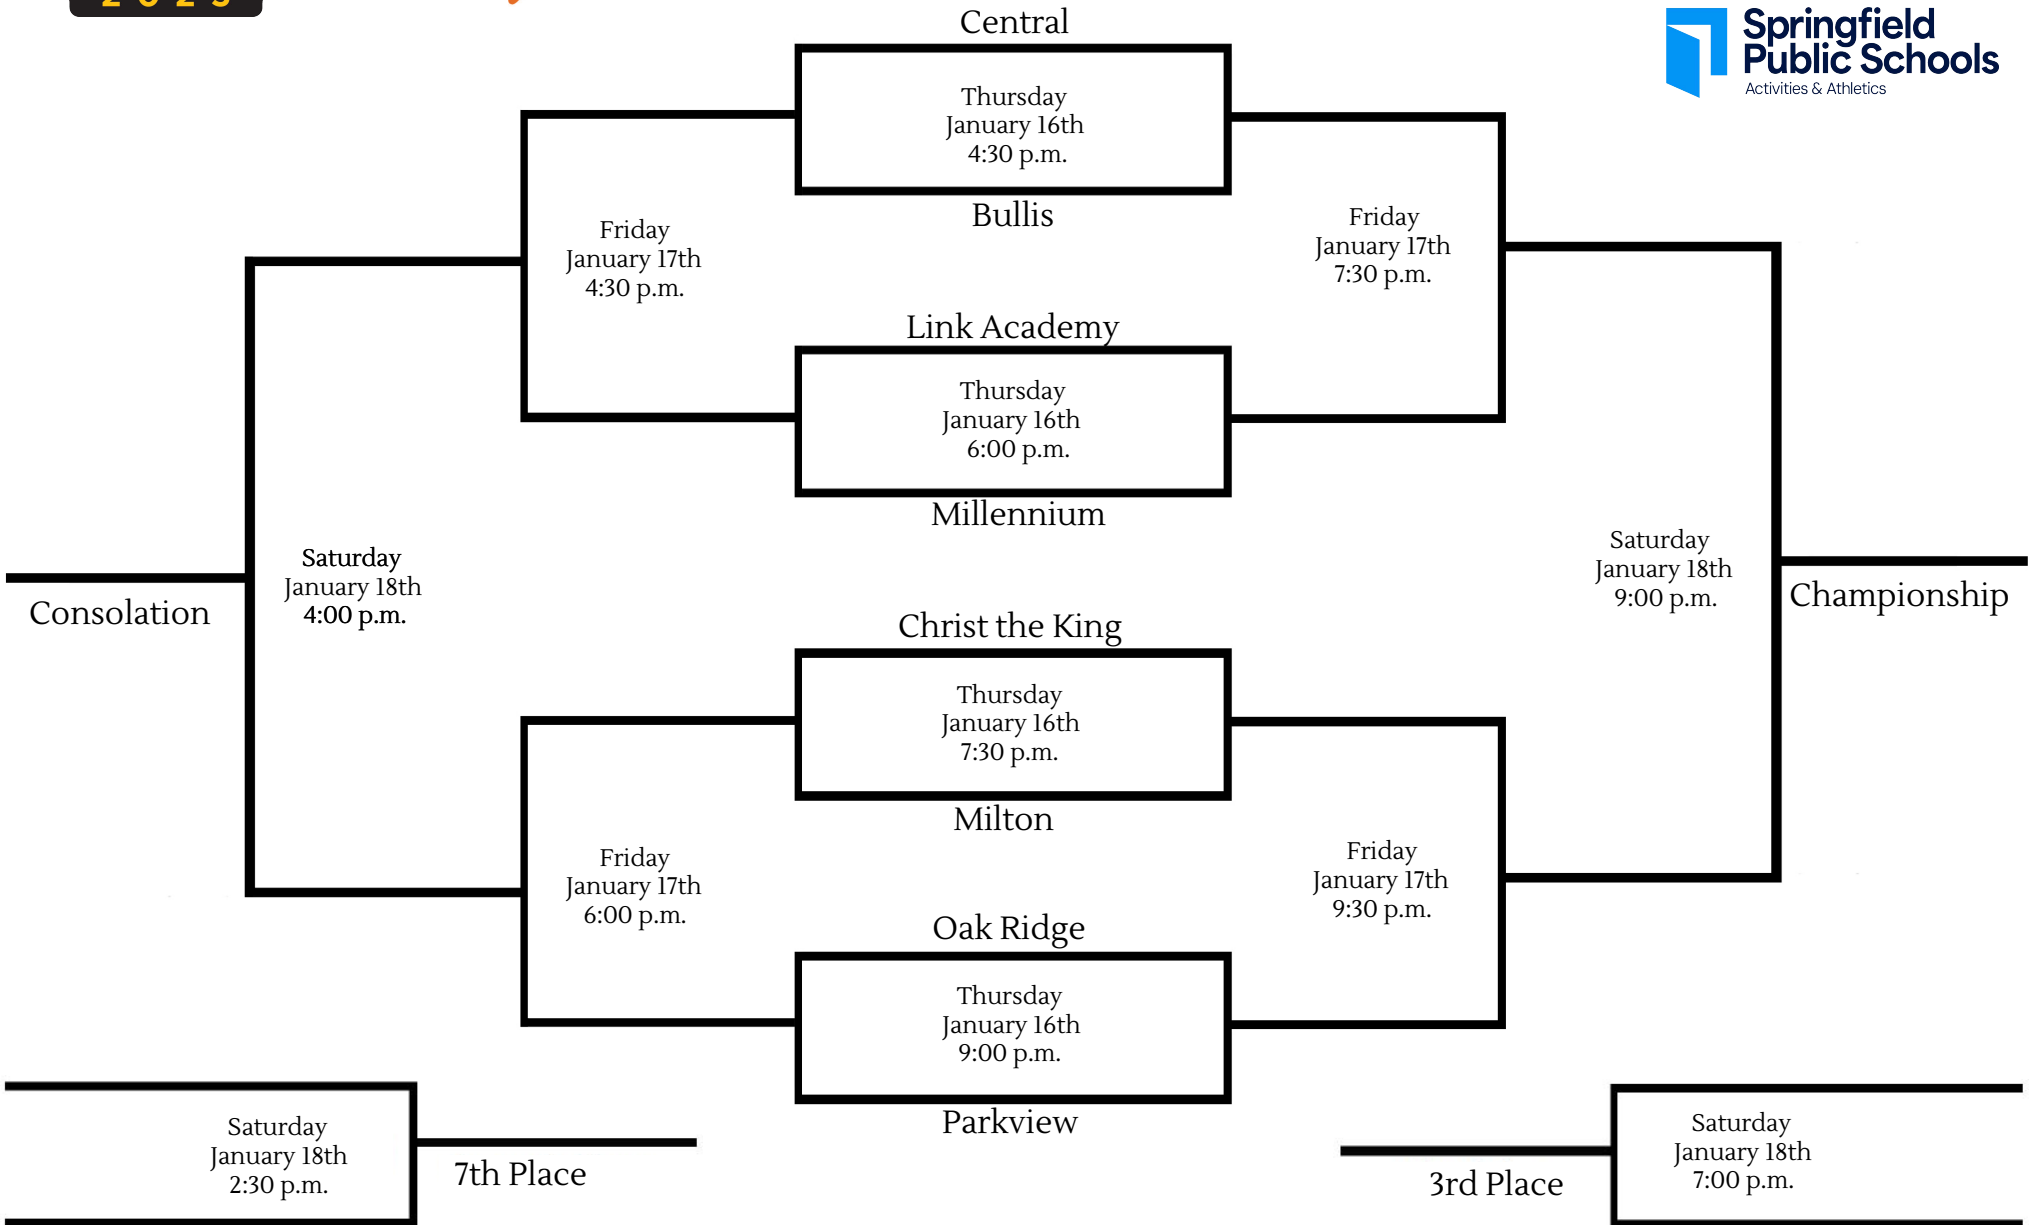 Central
Springfield
Public Schools
Activities & Athletics
Thursday
January 16th
4:30 p.m.
Bullis
Friday
January 17th
4:30 p.m.
Friday
January 17th
7:30 p.m.
Link Academy
Thursday
January 16th
6:00 p.m.
Millennium
Saturday
January 18th
4:00 p.m.
Consolation
Saturday
January 18th
9:00 p.m.
Championship
Christ the King
Thursday
January 16th
7:30 p.m.
Milton
Friday
January 17th
6:00 p.m.
Friday
January 17th
9:30 p.m.
Oak Ridge
Thursday
January 16th
9:00 p.m.
Parkview
Saturday
January 18th
2:30 p.m.
7th Place
3rd Place
Saturday
January 18th
7:00 p.m.